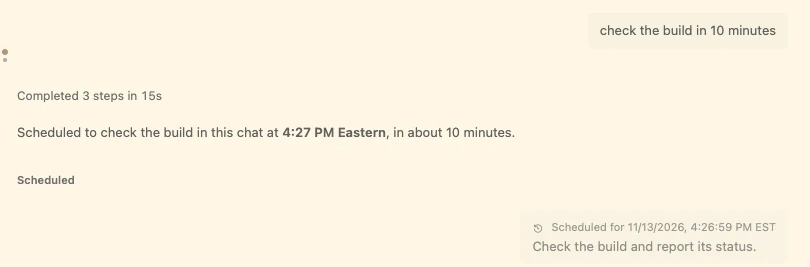 check the build in 10 minutes
Completed 3 steps in 15s
Scheduled to check the build in this chat at 4:27 PM Eastern, in about 10 minutes.
Scheduled
Scheduled for 11/13/2026, 4:26:59 PM EST
Check the build and report its status.